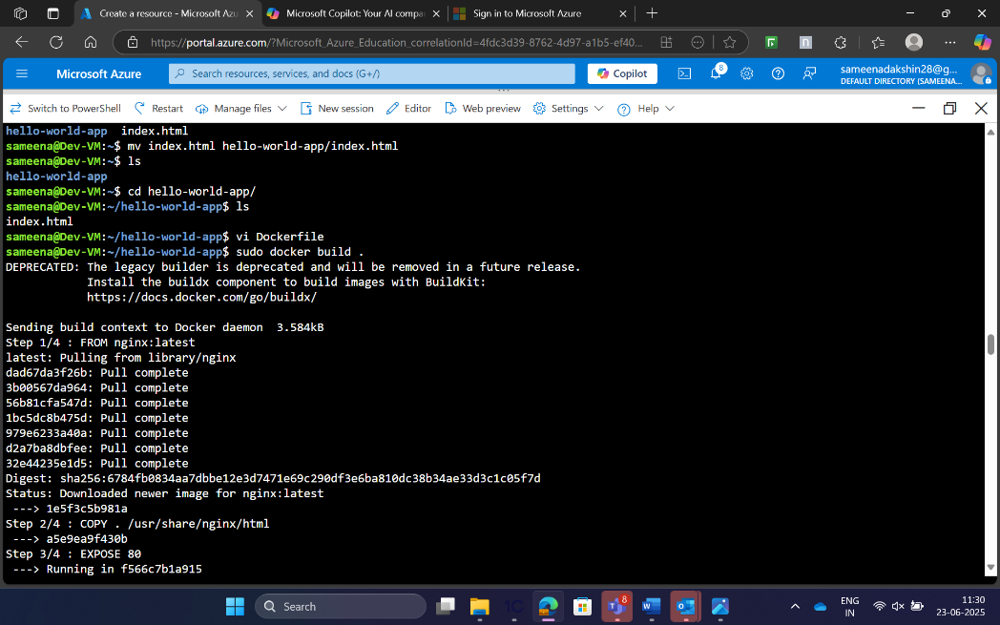 Create a resource - Microsoft Azu
Microsoft Copilot: Your AI compan
Sign in to Microsoft Azure
https://portal.azure.com/?Microsoft_Azure_Education_correlationId=4fdc3d39-8762-4d97-a1b5-ef40...
Microsoft Azure
Search resources, services, and docs (G+/)
Copilot
8
sameenadakshin28@g...
DEFAULT DIRECTORY (SAMEENA...
Switch to PowerShell Restart Manage files New session Editor Web preview Settings Help
hello-world-app index.html
sameena@Dev-VM:~$ mv index.html hello-world-app/index.html
sameena@Dev-VM:~$ ls
hello-world-app
sameena@Dev-VM:~$ cd hello-world-app/
sameena@Dev-VM:~/hello-world-app$ ls
index.html
sameena@Dev-VM:~/hello-world-app$ vi Dockerfile
sameena@Dev-VM:~/hello-world-app$ sudo docker build .
DEPRECATED: The legacy builder is deprecated and will be removed in a future release.
Install the buildx component to build images with BuildKit:
https://docs.docker.com/go/buildx/
Sending build context to Docker daemon 3.584kB
Step 1/4 : FROM nginx:latest
latest: Pulling from library/nginx
dad67da3f26b: Pull complete
3b00567da964: Pull complete
56b81cfa547d: Pull complete
1bc5dc8b475d: Pull complete
979e6233a40a: Pull complete
d2a7ba8dbfee: Pull complete
32e44235e1d5: Pull complete
Digest: sha256:6784fb0834aa7dbbe12e3d7471e69c290df3e6ba810dc38b34ae33d3c1c05f7d
Status: Downloaded newer image for nginx:latest
---> 1e5f3c5b981a
Step 2/4 : COPY . /usr/share/nginx/html
---> a5e9ea9f430b
Step 3/4 : EXPOSE 80
---> Running in f566c7b1a915
Search
8
ENG
IN
11:30
23-06-2025